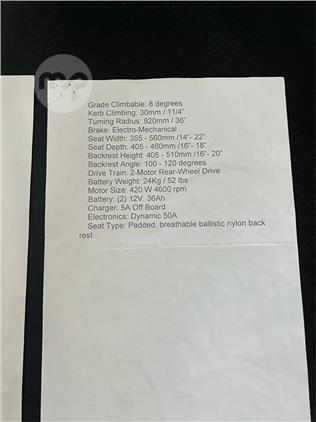 Grade Climbable: 8 degrees
Kerb Climbing: 30mm / 11/4"
Turning Radius: 920mm / 36"
Brake: Electro-Mechanical
Seat Width: 355 - 560mm /14"- 22"
Seat Depth: 405 - 460mm /16"- 18"
Backrest Height: 405 - 510mm /16"- 20"
Backrest Angle: 100 - 120 degrees
Drive Train: 2-Motor Rear-Wheel Drive
Battery Weight: 24Kg / 52 lbs
Motor Size: 420 W 4600 rpm
Battery: (2) 12V. 36Ah
Charger: 5A Off Board
Electronics: Dynamic 50A
Seat Type: Padded, breathable ballistic nylon back
rest